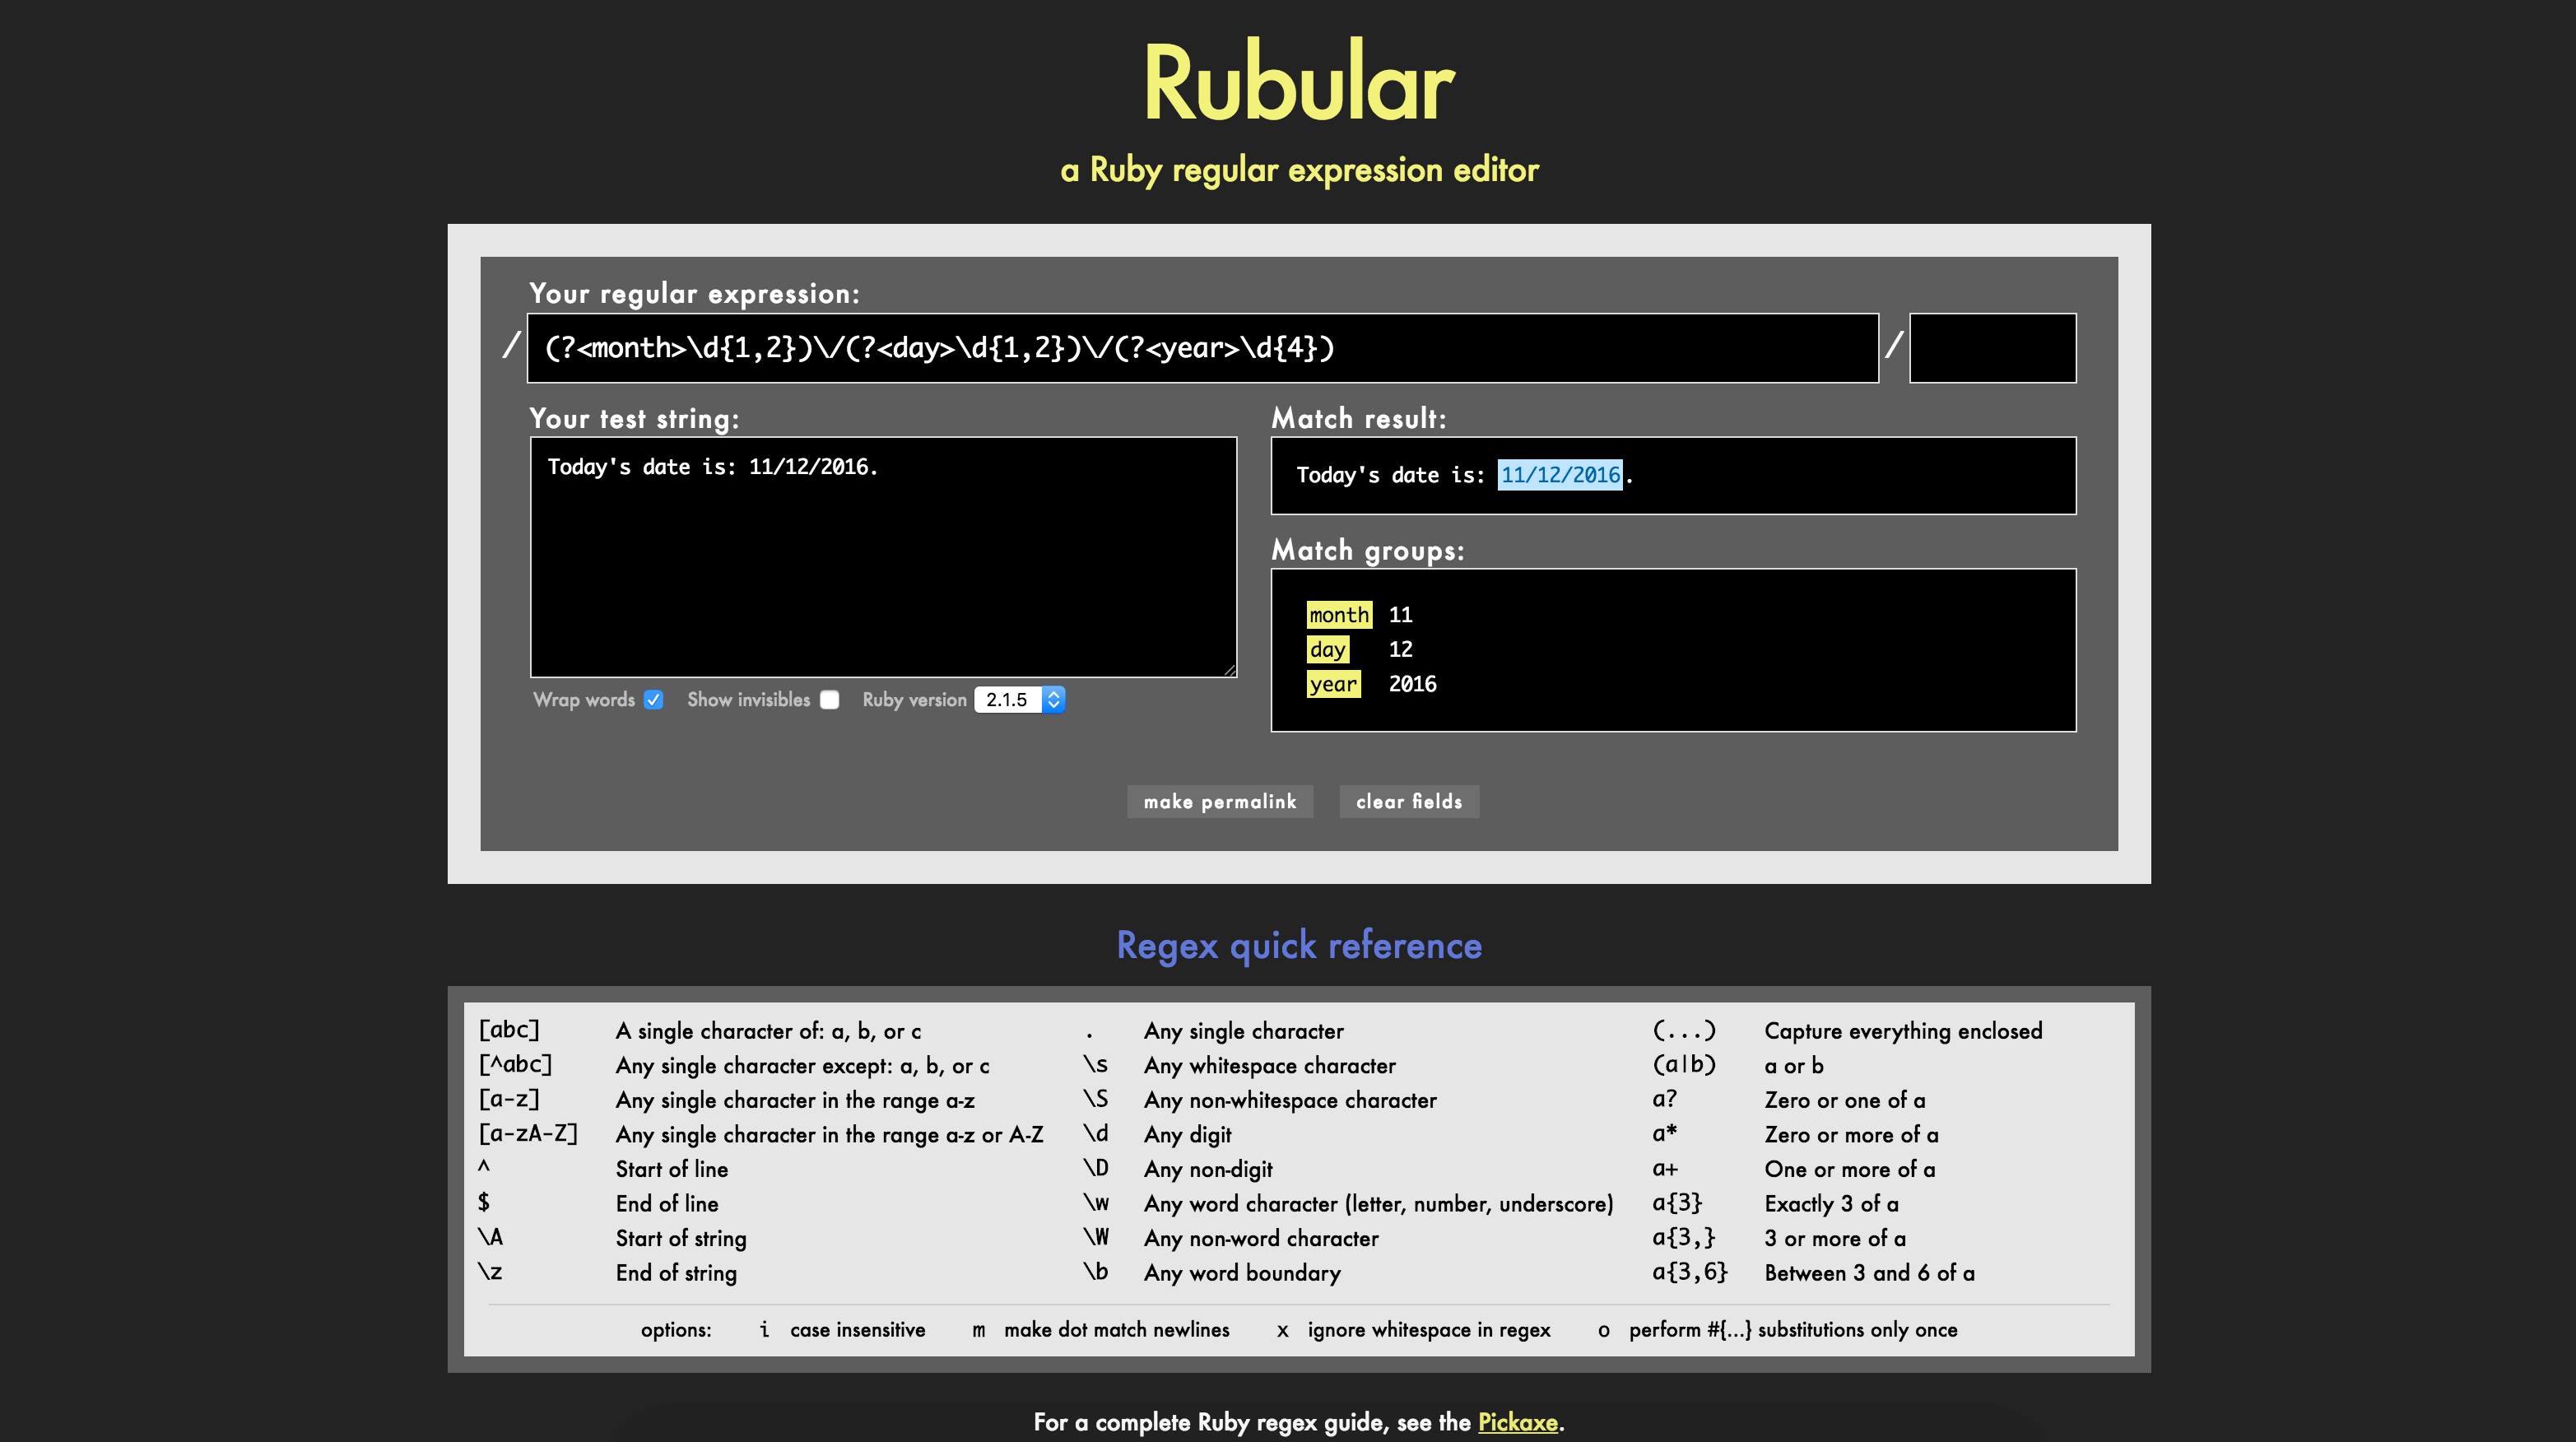 Rubular
a Ruby regular expression editor
Your regular expression:
/ (?<month>\d{1,2})\/(?<day>\d{1,2})\/(?<year>\d{4}) /
Your test string:
Today's date is: 11/12/2016.
Wrap words Show invisibles Ruby version 2.1.5
Match result:
Today's date is: 11/12/2016.
Match groups:
month 11
day 12
year 2016
make permalink clear fields
Regex quick reference
[abc] A single character of: a, b, or c . Any single character (...) Capture everything enclosed
[^abc] Any single character except: a, b, or c \s Any whitespace character (a|b) a or b
[a-z] Any single character in the range a-z \S Any non-whitespace character a? Zero or one of a
[a-zA-Z] Any single character in the range a-z or A-Z \d Any digit a* Zero or more of a
^ Start of line \D Any non-digit a+ One or more of a
$ End of line \w Any word character (letter, number, underscore) a{3} Exactly 3 of a
\A Start of string \W Any non-word character a{3,} 3 or more of a
\z End of string \b Any word boundary a{3,6} Between 3 and 6 of a
options: i case insensitive m make dot match newlines x ignore whitespace in regex o perform #{...} substitutions only once
For a complete Ruby regex guide, see the Pickaxe.